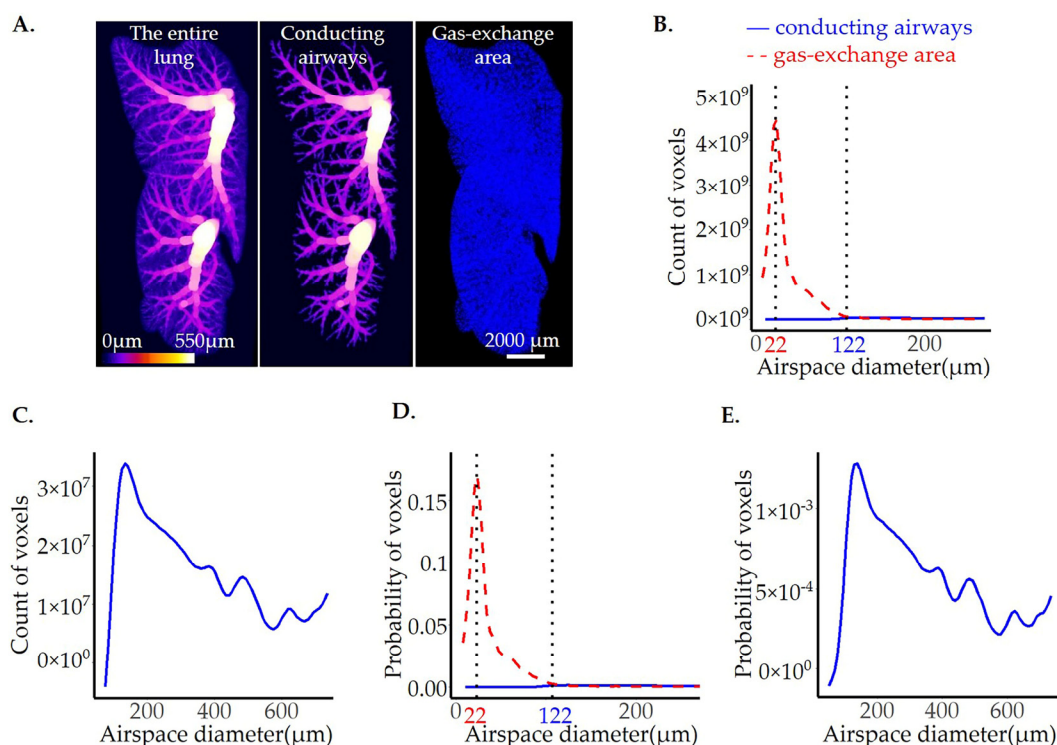 A.
The entire
lung
Conducting
airways
Gas-exchange
area
0µm
550µm
2000 µm
B.
conducting airways
gas-exchange area
Count of voxels
5×10⁹
4×10⁹
3×10⁹
2×10⁹
1×10⁹
0×10⁹
0 22 122 200
Airspace diameter(µm)
C.
Count of voxels
3×10⁷
2×10⁷
1×10⁷
0×10⁰
200 400 600
Airspace diameter(µm)
D.
Probability of voxels
0.15
0.1
0.05
0.00
0 22 122 200
Airspace diameter(µm)
E.
Probability of voxels
1×10⁻³
5×10⁻⁴
0×10⁰
200 400 600
Airspace diameter(µm)